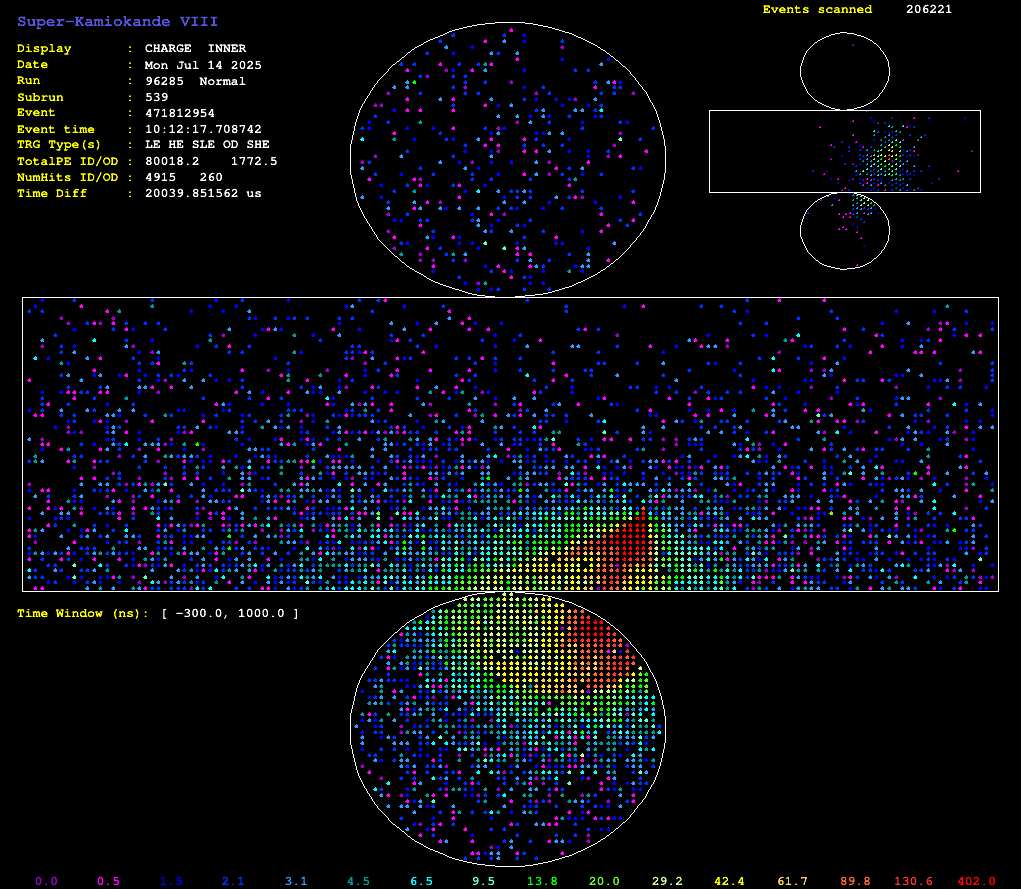 Super-Kamiokande VIII
Events scanned 206221
Display : CHARGE INNER
Date : Mon Jul 14 2025
Run : 96285 Normal
Subrun : 539
Event : 471812954
Event time : 10:12:17.708742
TRG Type(s) : LE HE SLE OD SHE
TotalPE ID/OD : 80018.2 1772.5
NumHits ID/OD : 4915 260
Time Diff : 20039.851562 us
Time Window (ns): [ -300.0, 1000.0 ]
0.0 0.5 1.5 2.1 3.1 4.5 6.5 9.5 13.8 20.0 29.2 42.4 61.7 89.8 130.6 402.0